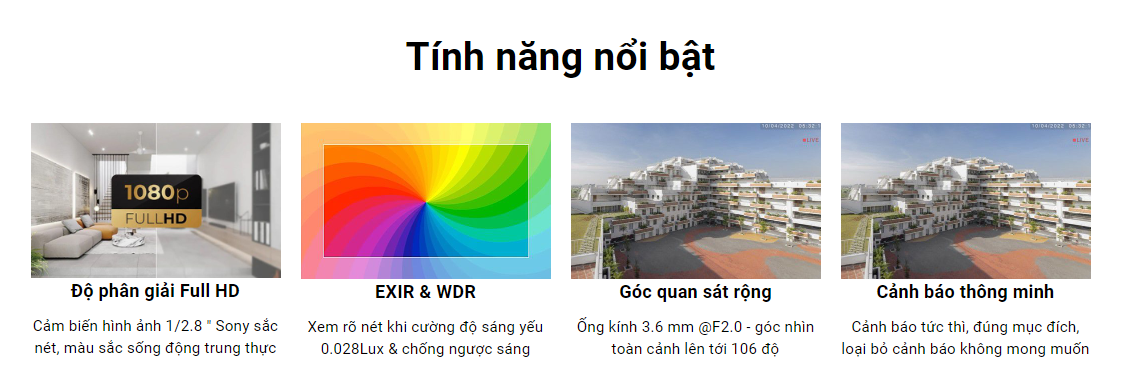 Tính năng nổi bật
1080p
FULLHD
10/04/2022
LIVE
10/04/2022
LIVE
Độ phân giải Full HD
EXIR & WDR
Góc quan sát rộng
Cảnh báo thông minh
Cảm biến hình ảnh 1/2.8 " Sony sắc
nét, màu sắc sống động trung thực
Xem rõ nét khi cường độ sáng yếu
0.028Lux & chống ngược sáng
Ống kính 3.6 mm @F2.0 - góc nhìn
toàn cảnh lên tới 106 độ
Cảnh báo tức thì, đúng mục đích,
loại bỏ cảnh báo không mong muốn